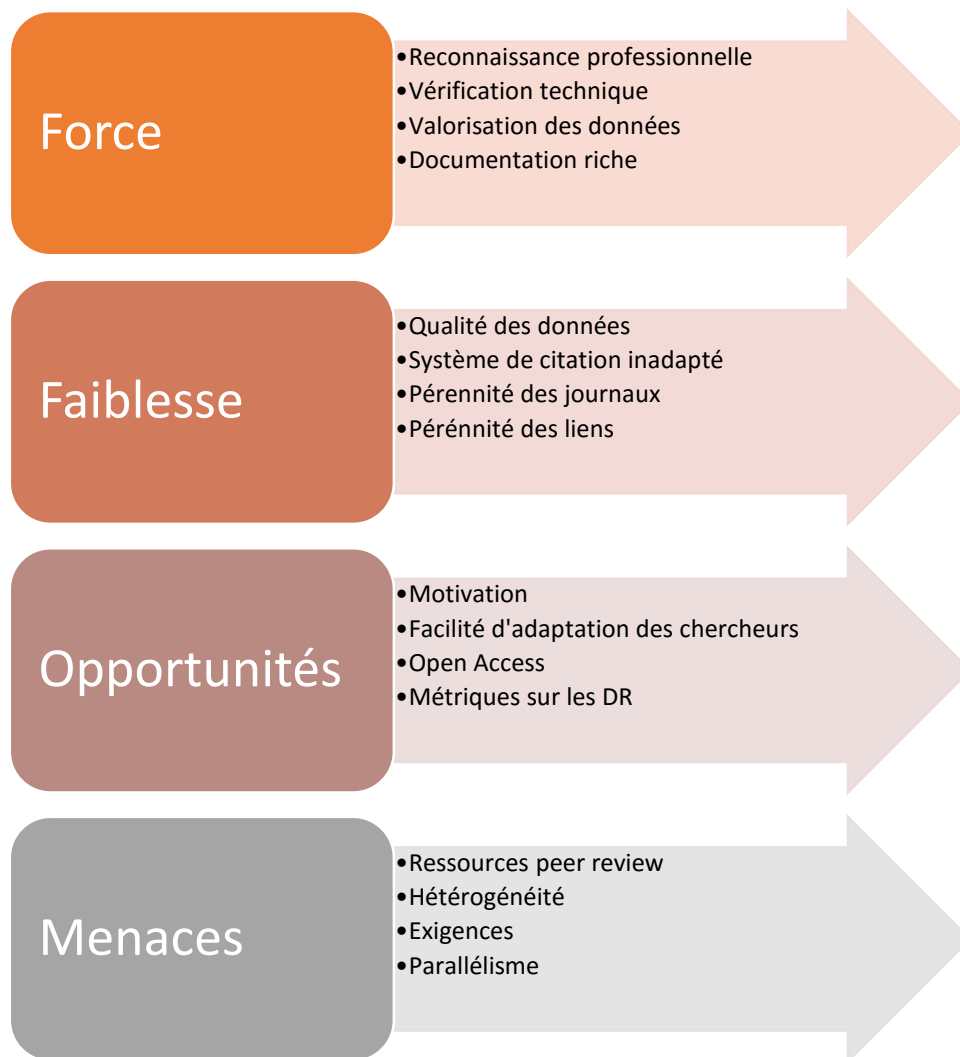 Force
•Reconnaissance professionnelle
•Vérification technique
•Valorisation des données
•Documentation riche
Faiblesse
•Qualité des données
•Système de citation inadapté
•Pérennité des journaux
•Pérénnité des liens
Opportunités
•Motivation
•Facilité d'adaptation des chercheurs
•Open Access
•Métriques sur les DR
Menaces
•Ressources peer review
•Hétérogénéité
•Exigences
•Parallélisme